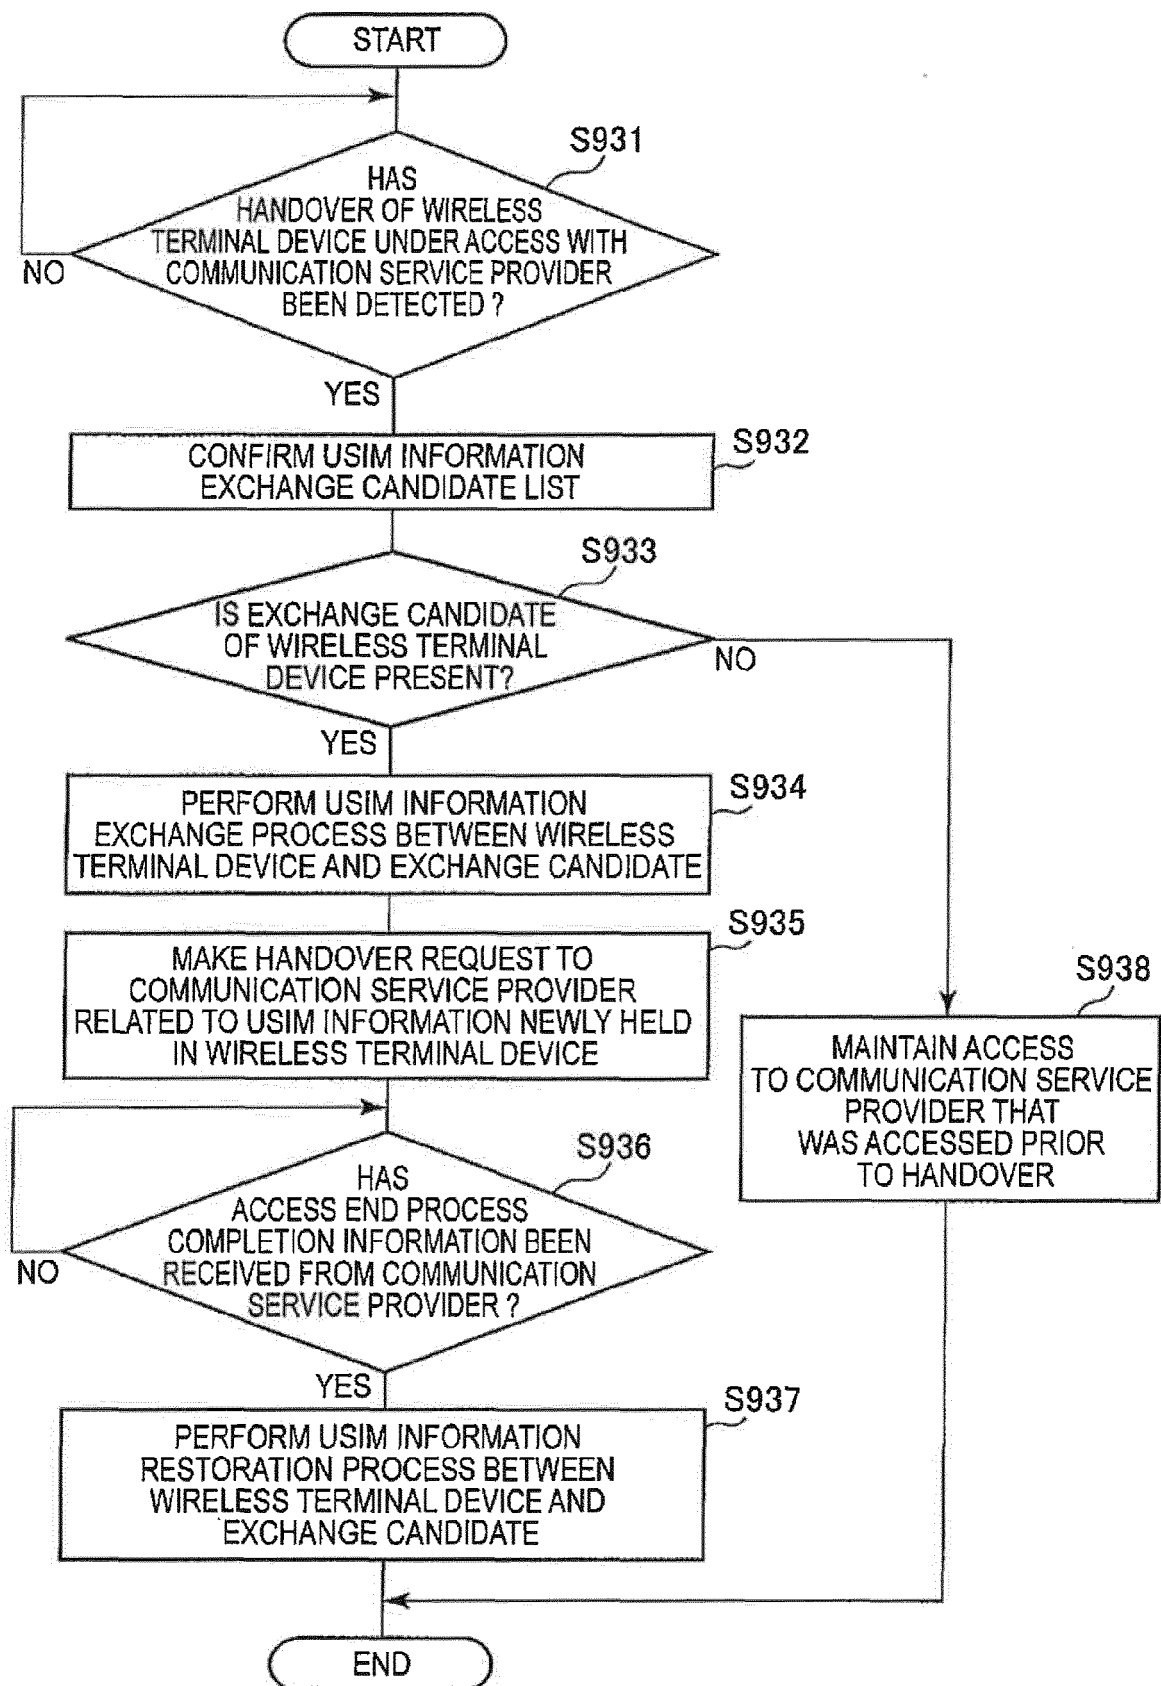 START
S931
HAS
HANDOVER OF WIRELESS
TERMINAL DEVICE UNDER ACCESS WITH
COMMUNICATION SERVICE PROVIDER
BEEN DETECTED ?
NO
YES
S932
CONFIRM USIM INFORMATION
EXCHANGE CANDIDATE LIST
S933
IS EXCHANGE CANDIDATE
OF WIRELESS TERMINAL
DEVICE PRESENT?
NO
YES
S934
PERFORM USIM INFORMATION
EXCHANGE PROCESS BETWEEN WIRELESS
TERMINAL DEVICE AND EXCHANGE CANDIDATE
S935
MAKE HANDOVER REQUEST TO
COMMUNICATION SERVICE PROVIDER
RELATED TO USIM INFORMATION NEWLY HELD
IN WIRELESS TERMINAL DEVICE
S938
MAINTAIN ACCESS
TO COMMUNICATION SERVICE
PROVIDER THAT
WAS ACCESSED PRIOR
TO HANDOVER
S936
HAS
ACCESS END PROCESS
COMPLETION INFORMATION BEEN
RECEIVED FROM COMMUNICATION
SERVICE PROVIDER ?
NO
YES
S937
PERFORM USIM INFORMATION
RESTORATION PROCESS BETWEEN
WIRELESS TERMINAL DEVICE AND
EXCHANGE CANDIDATE
END